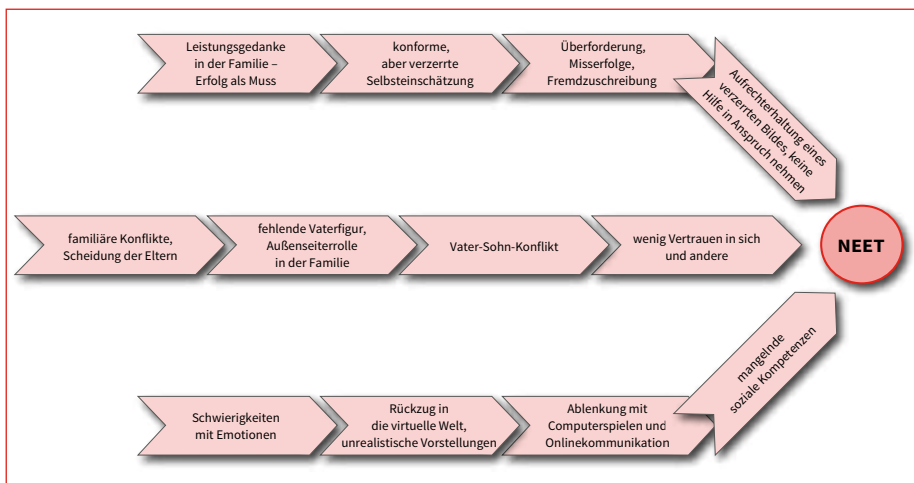 Leistungsgedanke
in der Familie –
Erfolg als Muss
konforme,
aber verzerrte
Selbsteinschätzung
Überforderung,
Misserfolge,
Fremdzuschreibung
Aufrechterhaltung eines
verzerrten Bildes, keine
Hilfe in Anspruch nehmen
familiäre Konflikte,
Scheidung der Eltern
fehlende Vaterfigur,
Außenseiterrolle
in der Familie
Vater-Sohn-Konflikt
wenig Vertrauen in sich
und andere
NEET
Schwierigkeiten
mit Emotionen
Rückzug in
die virtuelle Welt,
unrealistische Vorstellungen
Ablenkung mit
Computerspielen und
Onlinekommunikation
mangelnde
soziale Kompetenzen